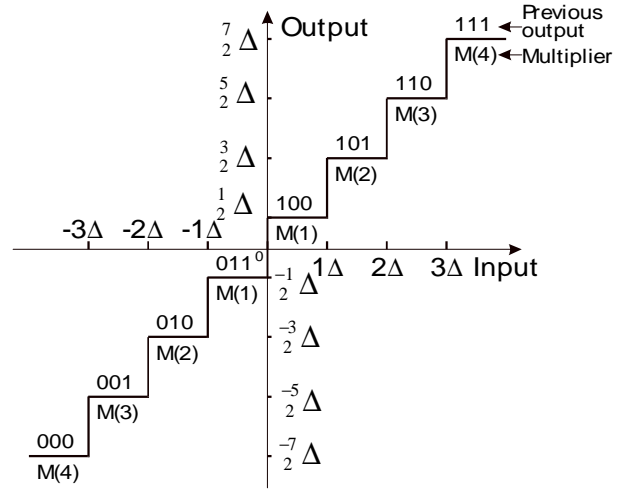 111
Previous
output
7/2 Δ
Output
M(4)
Multiplier
110
5/2 Δ
M(3)
101
3/2 Δ
M(2)
100
1/2 Δ
-3Δ -2Δ -1Δ
M(1)
011
0
1Δ 2Δ 3Δ Input
M(1)
-1/2 Δ
010
-3/2 Δ
M(2)
001
-5/2 Δ
M(3)
000
-7/2 Δ
M(4)